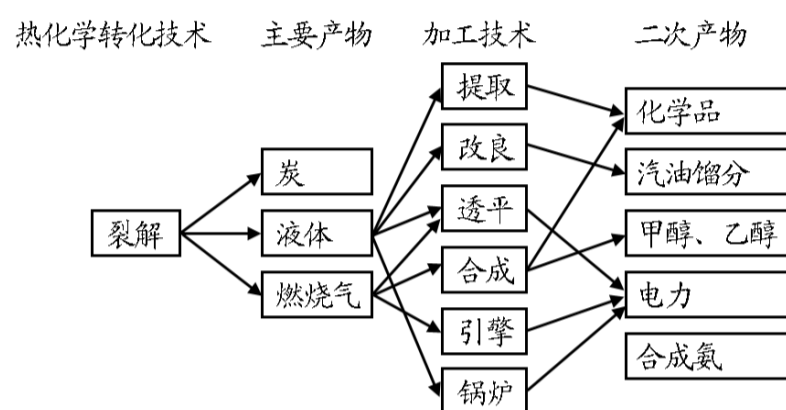 热化学转化技术 主要产物 加工技术 二次产物
提取
化学品
改良
炭
汽油馏分
透平
裂解
液体
甲醇、乙醇
合成
燃烧气
电力
引擎
合成氨
锅炉